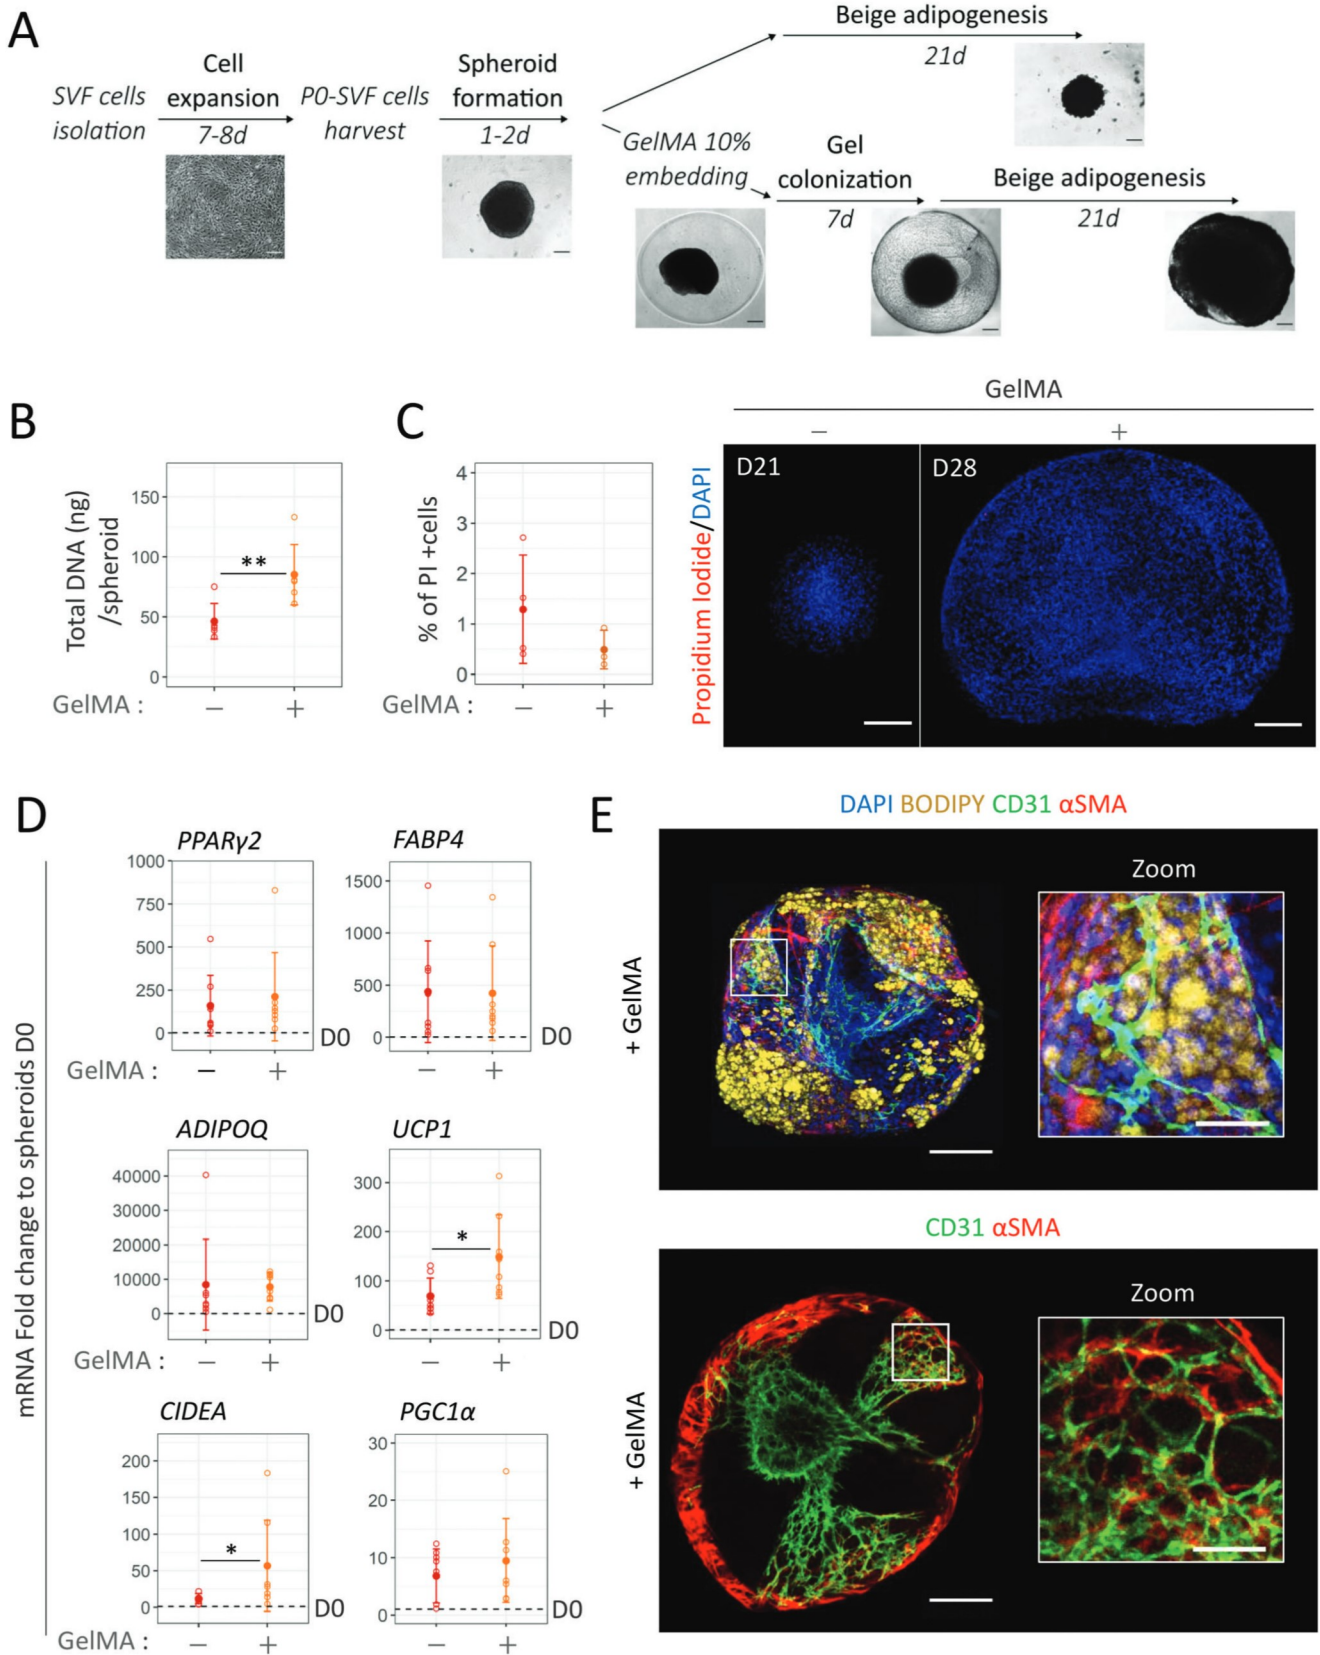 A
SVF cells
isolation
Cell
expansion
7-8d
P0-SVF cells
harvest
Spheroid
formation
1-2d
Beige adipogenesis
21d
GelMA 10%
embedding
Gel
colonization
7d
Beige adipogenesis
21d
B
Total DNA (ng)
/spheroid
150
100
50
0
**
GelMA : − +
C
% of PI +cells
4
3
2
1
0
GelMA : − +
GelMA
− +
Propidium Iodide/DAPI
D21
D28
D
mRNA Fold change to spheroids D0
PPARγ2
1000
750
500
250
0
D0
GelMA : − +
FABP4
1500
1000
500
0
D0
− +
ADIPOQ
40000
30000
20000
10000
0
D0
GelMA : − +
UCP1
300
200
100
0
*
D0
− +
CIDEA
200
150
100
50
0
*
D0
GelMA : − +
PGC1α
30
20
10
0
D0
− +
E
DAPI BODIPY CD31 αSMA
+ GelMA
Zoom
CD31 αSMA
+ GelMA
Zoom